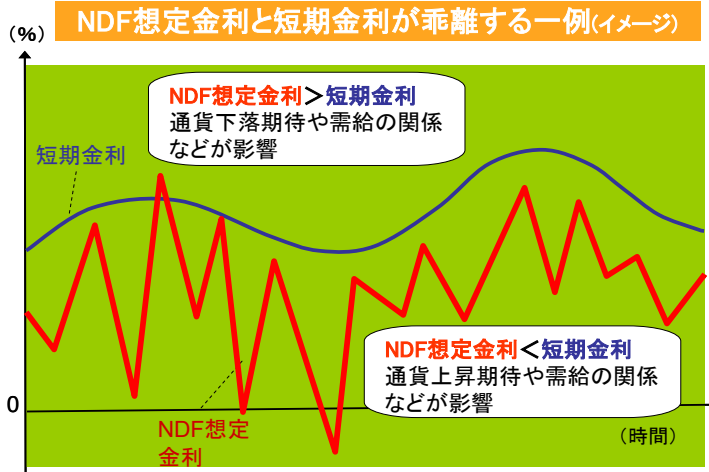 NDF想定金利と短期金利が乖離する一例(イメージ)
(%)
NDF想定金利＞短期金利
通貨下落期待や需給の関係
などが影響
短期金利
NDF想定金利＜短期金利
通貨上昇期待や需給の関係
などが影響
0
NDF想定
金利
(時間)